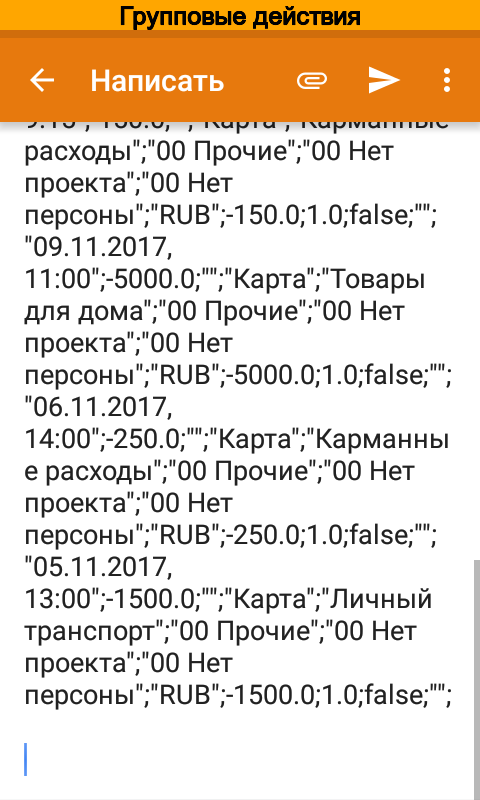 Групповые действия
Написать
расходы";"00 Прочие";"00 Нет
проекта";"00 Нет
персоны";"RUB";-150.0;1.0;false;"";
"09.11.2017,
11:00";-5000.0;"";"Карта";"Товары
для дома";"00 Прочие";"00 Нет
проекта";"00 Нет
персоны";"RUB";-5000.0;1.0;false;"";
"06.11.2017,
14:00";-250.0;"";"Карта";"Карманны
е расходы";"00 Прочие";"00 Нет
проекта";"00 Нет
персоны";"RUB";-250.0;1.0;false;"";
"05.11.2017,
13:00";-1500.0;"";"Карта";"Личный
транспорт";"00 Прочие";"00 Нет
проекта";"00 Нет
персоны";"RUB";-1500.0;1.0;false;"";